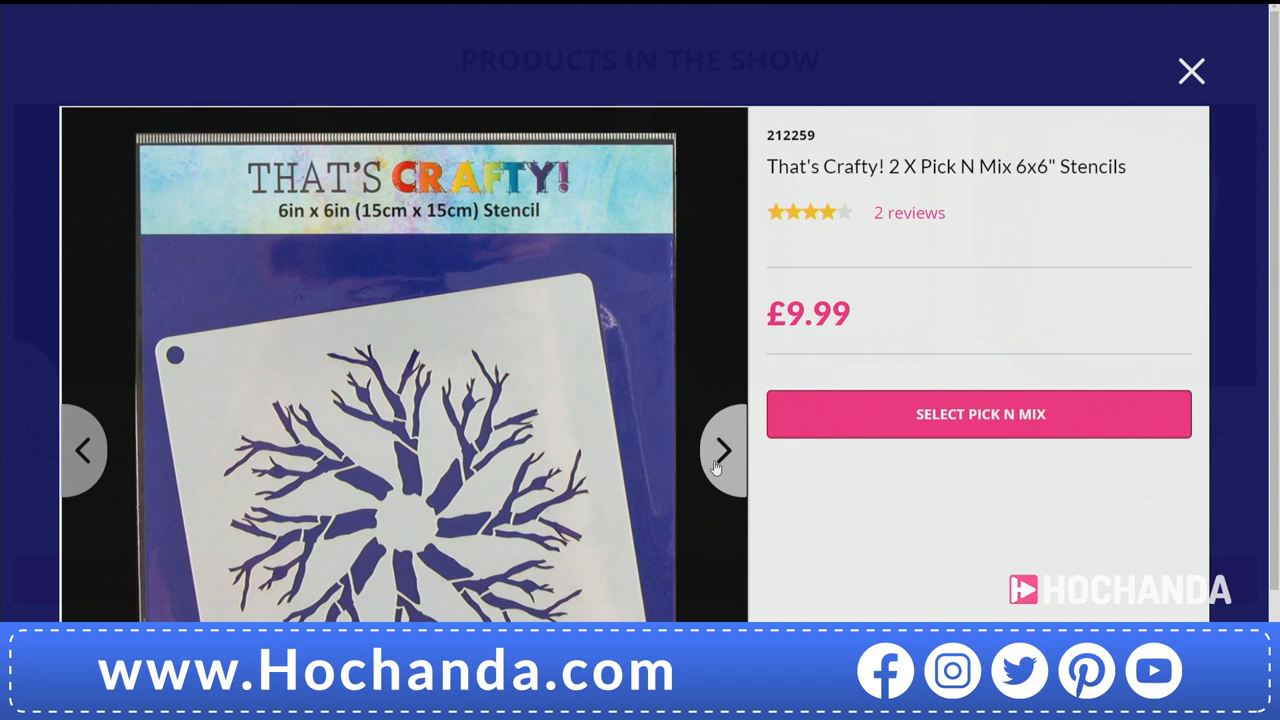 PRODUCTS IN THE SHOW
THAT'S CRAFTY!
6in x 6in (15cm x 15cm) Stencil
212259
That's Crafty! 2 X Pick N Mix 6x6" Stencils
2 reviews
£9.99
SELECT PICK N MIX
HOCHANDA
www.Hochanda.com